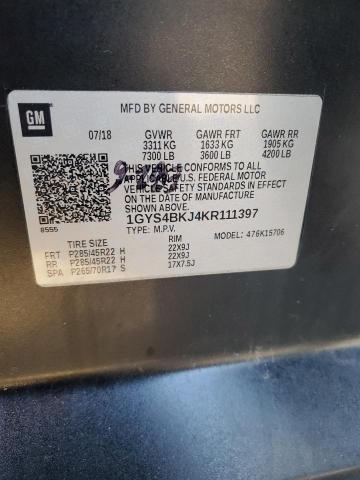 GM
MFD BY GENERAL MOTORS LLC
07/18 GVWR GAWR FRT GAWR RR
3311 KG 1633 KG 1905 KG
7300 LB 3600 LB 4200 LB
THIS VEHICLE CONFORMS TO ALL
APPLICABLE U.S. FEDERAL MOTOR
VEHICLE SAFETY STANDARDS IN EFFECT
ON THE DATE OF MANUFACTURE
SHOWN ABOVE.
1GYS4BKJ4KR111397
8555 TYPE: M.P.V. MODEL: 476K15706
TIRE SIZE RIM
FRT P285/45R22 H 22X9J
RR P285/45R22 H 22X9J
SPA P265/70R17 S 17X7.5J